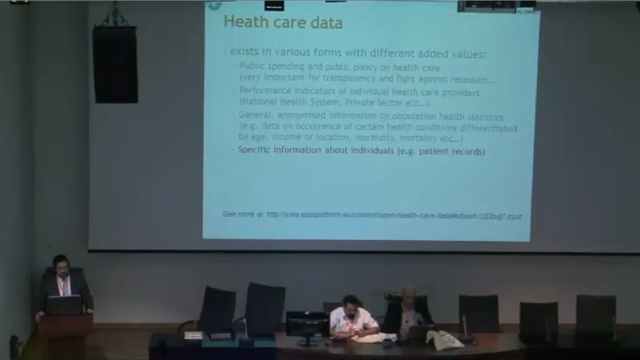 Heath care data
exists in various forms with different added values:
Public spending and public policy on health care
(very important for transparency and fight against recession...
Performance indicators of individual health care providers
(National Health System, Private Sector etc...)
General, anonymised information on population health statistics
(e.g. data on occurrence of certain health conditions differentiated
by age, income or location, morbidity, mortality etc...)
Specific information about individuals (e.g. patient records)
See more at: